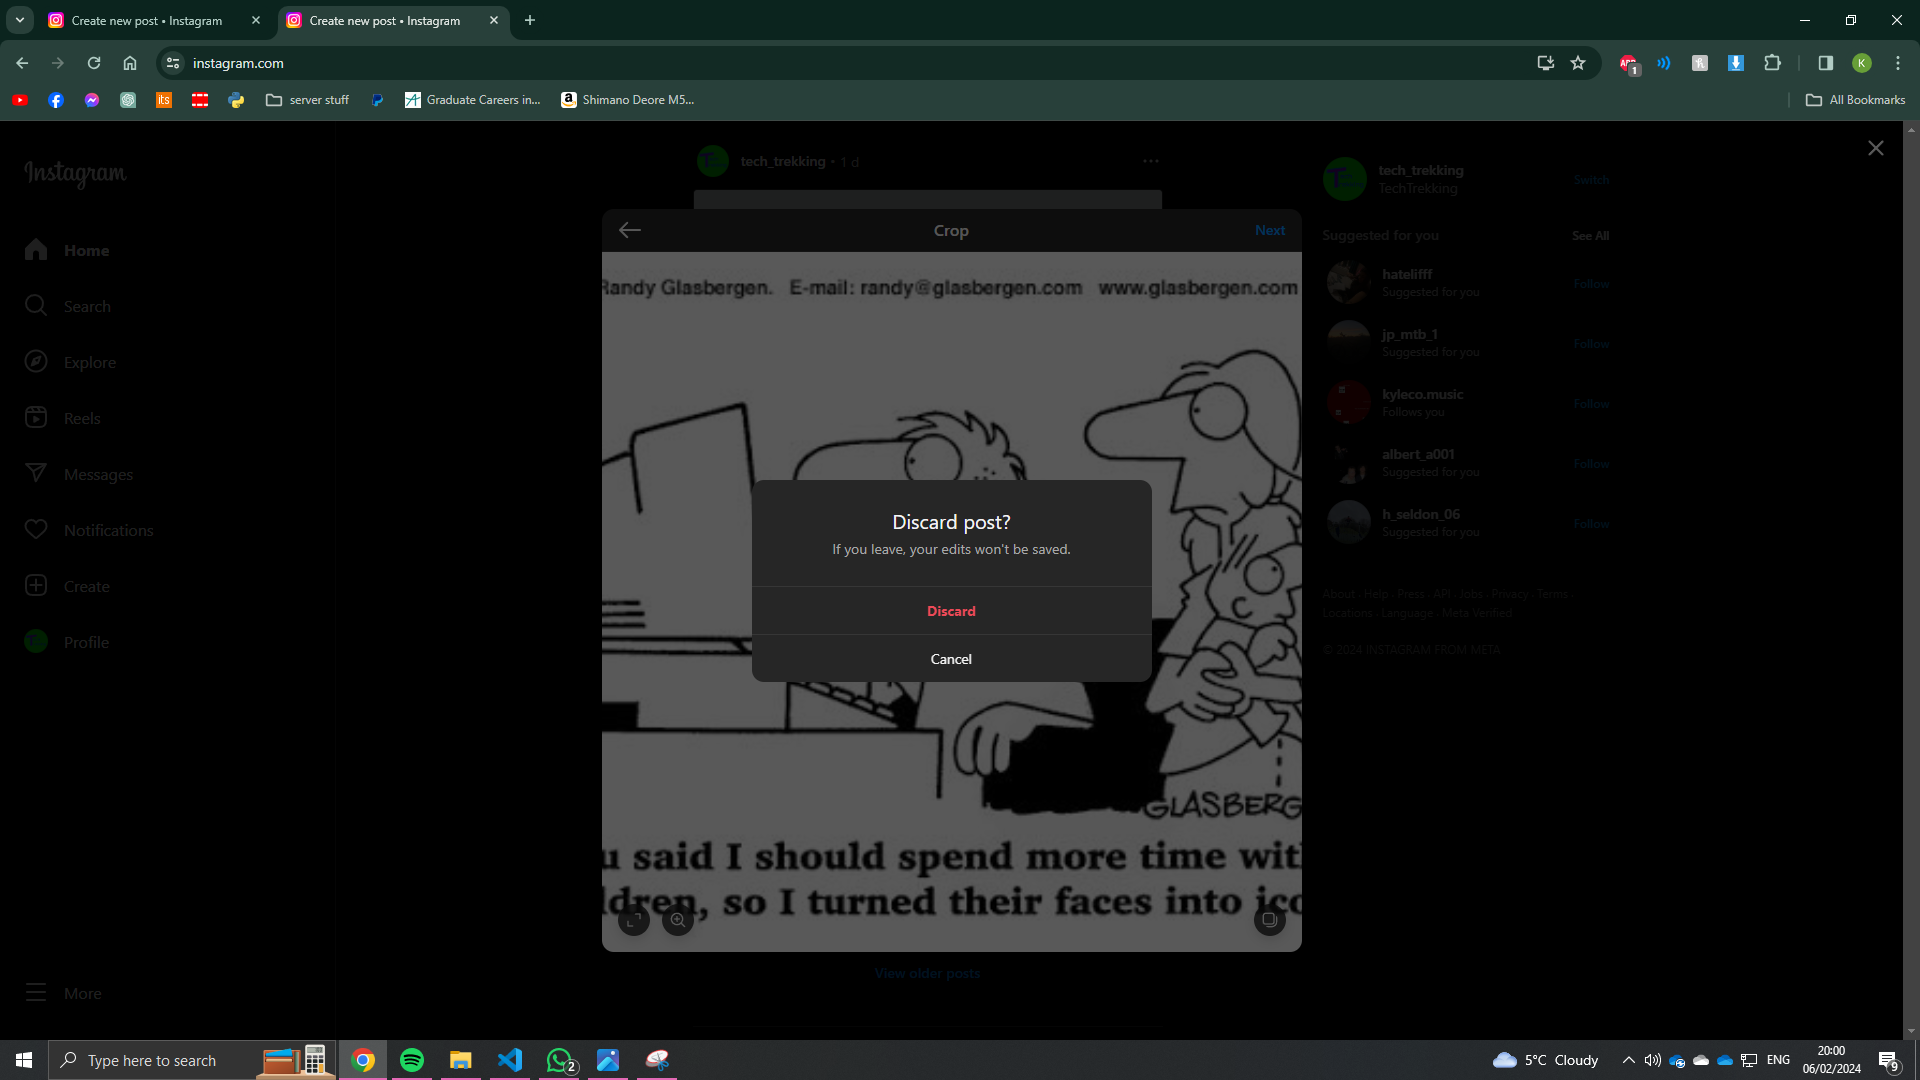 Create new post • Instagram
Create new post • Instagram
instagram.com
ABP
1
K
its
server stuff
Graduate Careers in...
Shimano Deore M5...
All Bookmarks
Instagram
Home
Search
Explore
Reels
Messages
Notifications
Create
Profile
More
tech_trekking • 1 d
Crop
Next
Randy Glasbergen. E-mail: randy@glasbergen.com www.glasbergen.com
Discard post?
If you leave, your edits won't be saved.
Discard
Cancel
GLASBERG
u said I should spend more time wit
ldren, so I turned their faces into ico
View older posts
tech_trekking
TechTrekking
Switch
Suggested for you
See All
hatelifff
Suggested for you
Follow
jp_mtb_1
Suggested for you
Follow
kyleco.music
Follows you
Follow
albert_a001
Suggested for you
Follow
h_seldon_06
Suggested for you
Follow
About · Help · Press · API · Jobs · Privacy · Terms ·
Locations · Language · Meta Verified
© 2024 INSTAGRAM FROM META
Type here to search
2
5°C Cloudy
ENG
20:00
06/02/2024
9